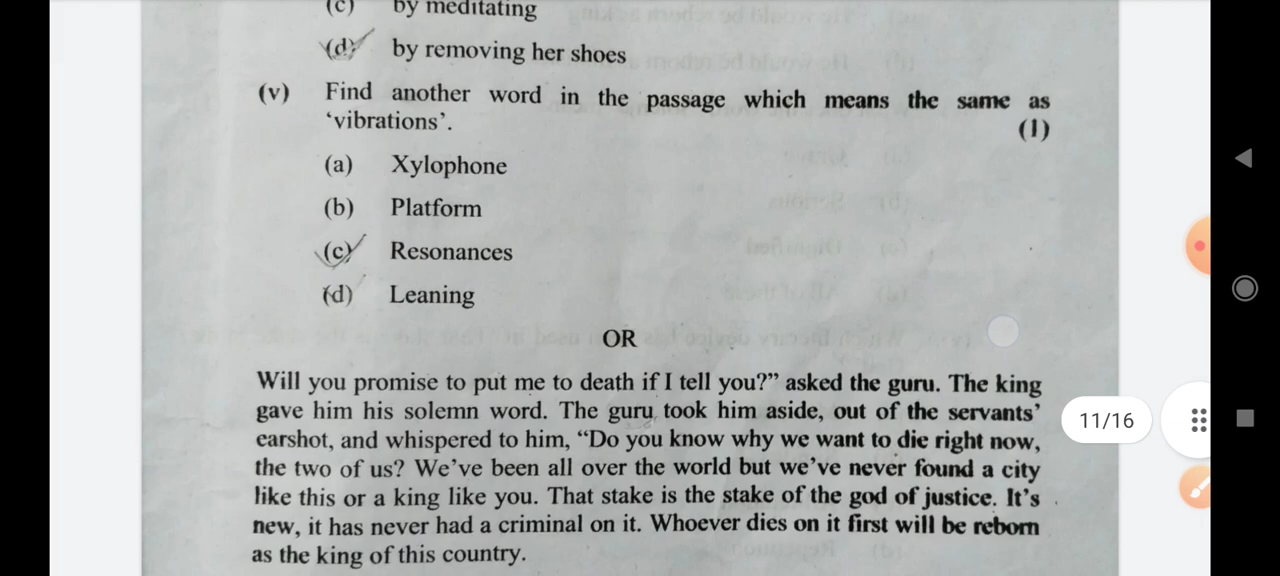 (c) by meditating
(d) by removing her shoes
(v) Find another word in the passage which means the same as
‘vibrations’. (1)
(a) Xylophone
(b) Platform
(c) Resonances
(d) Leaning
OR
Will you promise to put me to death if I tell you?” asked the guru. The king
gave him his solemn word. The guru took him aside, out of the servants’
earshot, and whispered to him, “Do you know why we want to die right now,
the two of us? We’ve been all over the world but we’ve never found a city
like this or a king like you. That stake is the stake of the god of justice. It’s
new, it has never had a criminal on it. Whoever dies on it first will be reborn
as the king of this country.
11/16